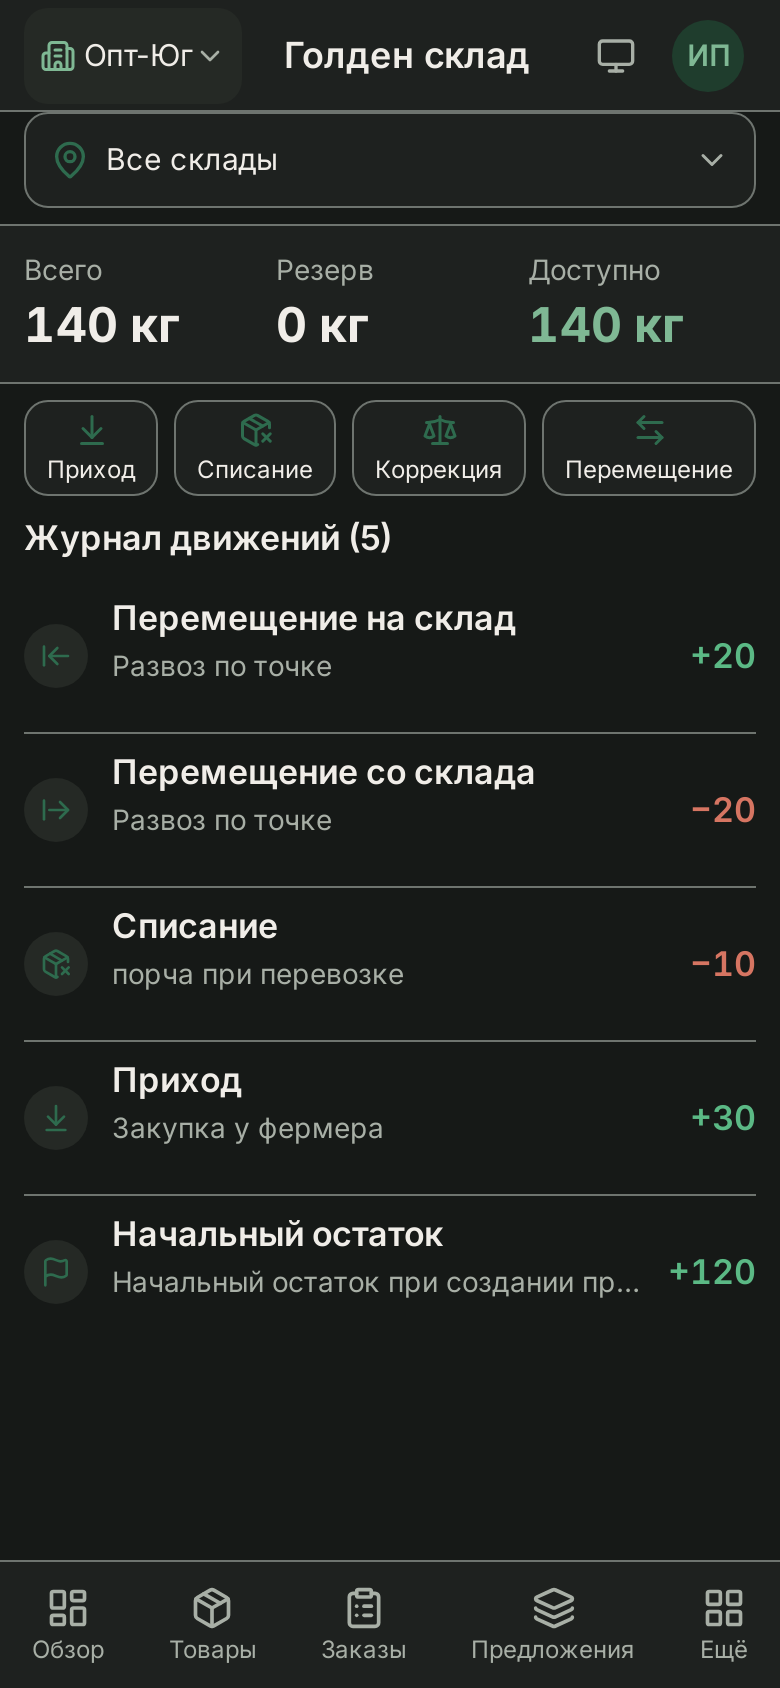 Опт-Юг
Голден склад
ИП
Все склады
Всего
Резерв
Доступно
140 кг
0 кг
140 кг
Приход
Списание
Коррекция
Перемещение
Журнал движений (5)
Перемещение на склад
Развоз по точке
+20
Перемещение со склада
Развоз по точке
−20
Списание
порча при перевозке
−10
Приход
Закупка у фермера
+30
Начальный остаток
Начальный остаток при создании пр...
+120
Обзор
Товары
Заказы
Предложения
Ещё